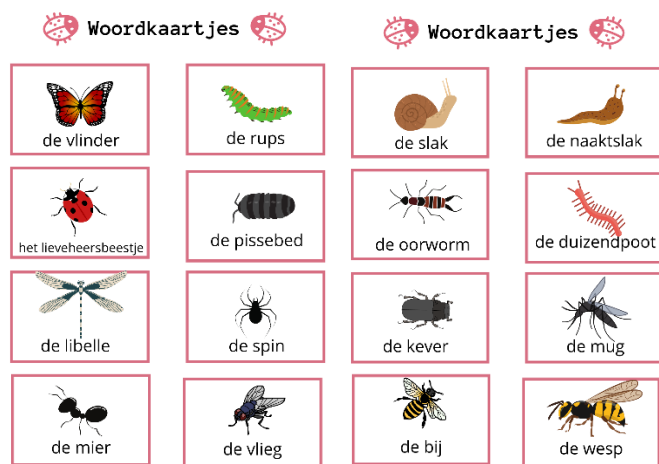 Woordkaartjes
de vlinder
de rups
het lieveheersbeestje
de pissebed
de libelle
de spin
de mier
de vlieg
Woordkaartjes
de slak
de naaktslak
de oorworm
de duizendpoot
de kever
de mug
de bij
de wesp